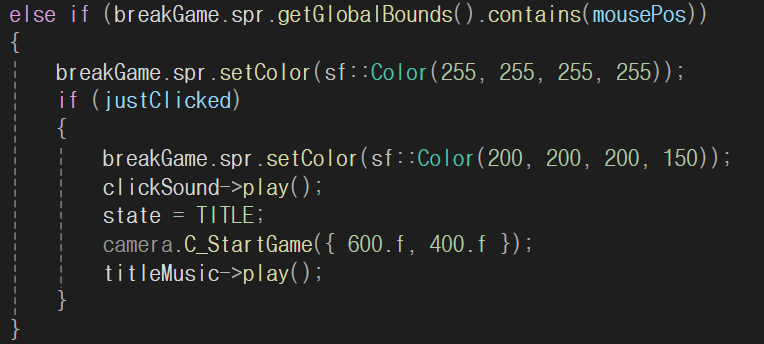 else if (breakGame.spr.getGlobalBounds().contains(mousePos))
{
breakGame.spr.setColor(sf::Color(255, 255, 255, 255));
if (justClicked)
{
breakGame.spr.setColor(sf::Color(200, 200, 200, 150));
clickSound->play();
state = TITLE;
camera.C_StartGame({ 600.f, 400.f });
titleMusic->play();
}
}